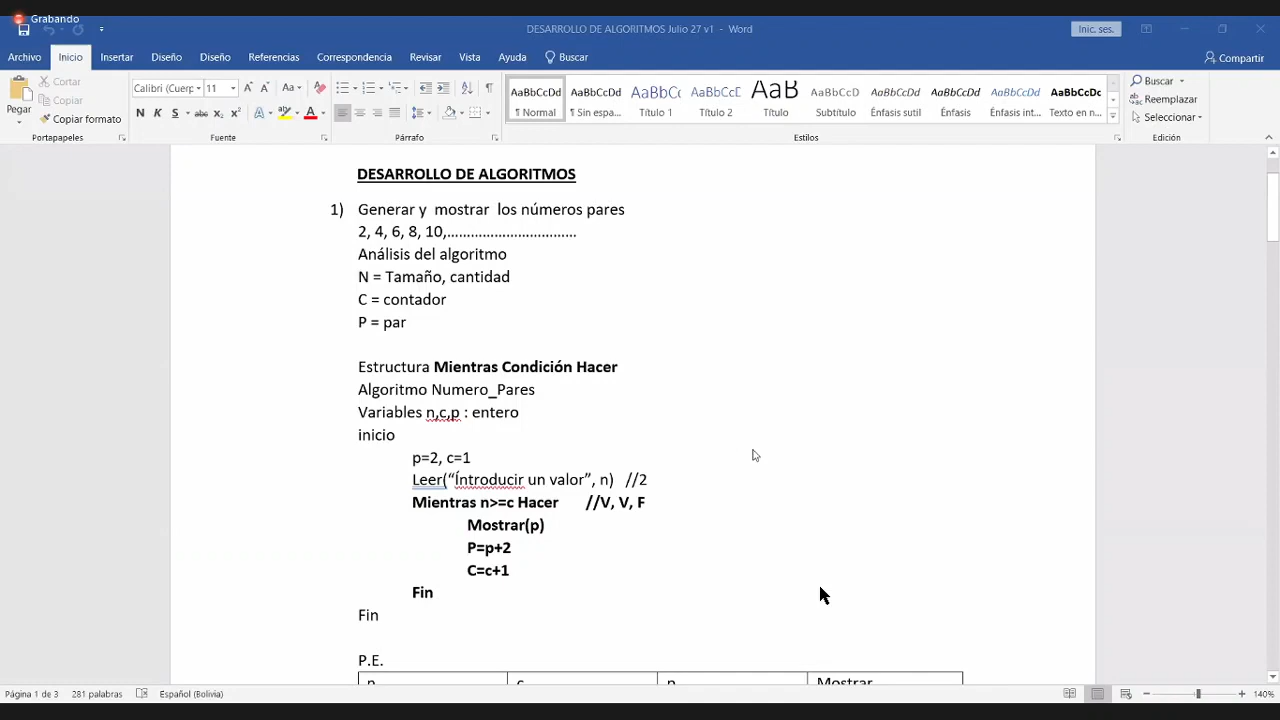 Grabando
DESARROLLO DE ALGORITMOS Julio 27 v1 - Word
Inic. ses.
Archivo Inicio Insertar Diseño Diseño Referencias Correspondencia Revisar Vista Ayuda Buscar Compartir
Pegar
Cortar
Copiar
Copiar formato
Portapapeles
Calibri (Cuerp 11
N K S abc x₂ x²
Fuente
Párrafo
AaBbCcDd AaBbCcDd AaBbCc AaBbCcC AaB AaBbCcD AaBbCcDd AaBbCcDd AaBbCcDd AaBbCcDc
¶ Normal ¶ Sin espa... Título 1 Título 2 Título Subtítulo Énfasis sutil Énfasis Énfasis int... Texto en n...
Estilos
Buscar
Reemplazar
Seleccionar
Edición
DESARROLLO DE ALGORITMOS
1) Generar y mostrar los números pares
2, 4, 6, 8, 10,.................................
Análisis del algoritmo
N = Tamaño, cantidad
C = contador
P = par
Estructura Mientras Condición Hacer
Algoritmo Numero_Pares
Variables n,c,p : entero
inicio
p=2, c=1
Leer(“Íntroducir un valor”, n) //2
Mientras n>=c Hacer //V, V, F
Mostrar(p)
P=p+2
C=c+1
Fin
Fin
P.E.
n c p Mostrar
Página 1 de 3 281 palabras Español (Bolivia) 140%